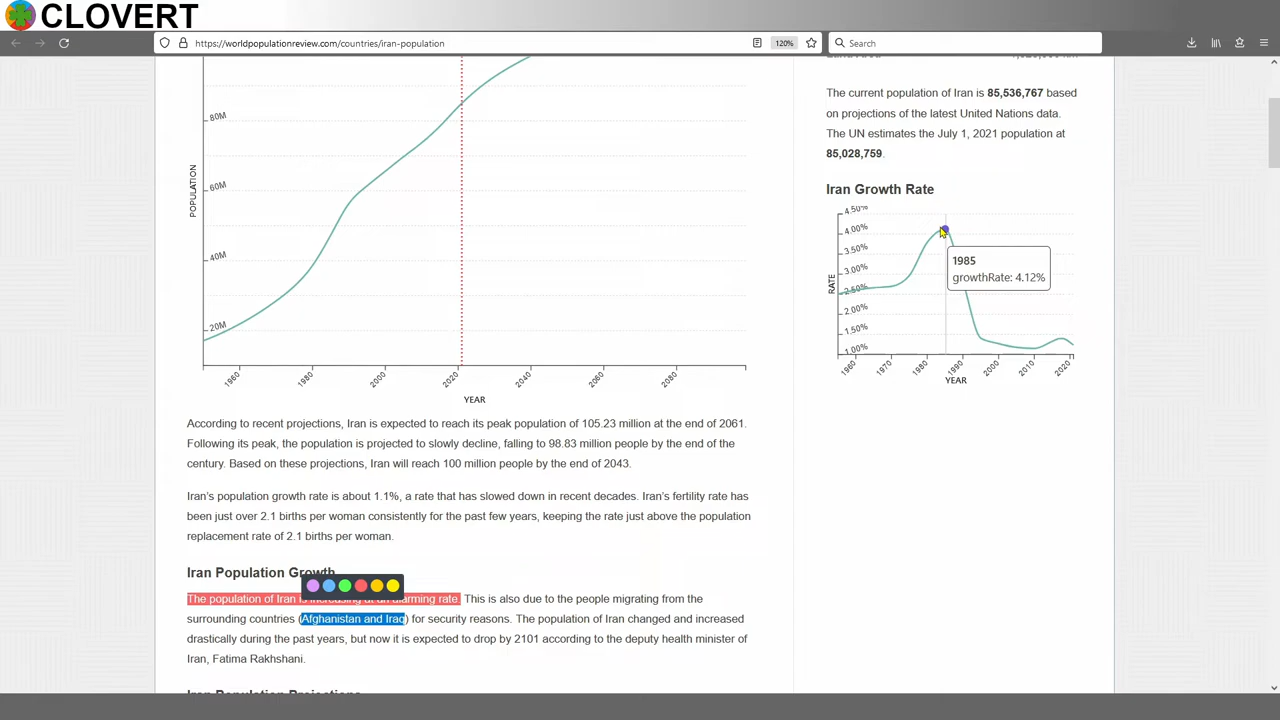 CLOVERT
https://worldpopulationreview.com/countries/iran-population
120%
Search
80M
60M
40M
20M
POPULATION
1960
1980
2000
2020
2040
2060
2080
YEAR
According to recent projections, Iran is expected to reach its peak population of 105.23 million at the end of 2061.
Following its peak, the population is projected to slowly decline, falling to 98.83 million people by the end of the
century. Based on these projections, Iran will reach 100 million people by the end of 2043.
Iran's population growth rate is about 1.1%, a rate that has slowed down in recent decades. Iran's fertility rate has
been just over 2.1 births per woman consistently for the past few years, keeping the rate just above the population
replacement rate of 2.1 births per woman.
Iran Population Growth
The population of Iran is increasing at an alarming rate. This is also due to the people migrating from the
surrounding countries (Afghanistan and Iraq) for security reasons. The population of Iran changed and increased
drastically during the past years, but now it is expected to drop by 2101 according to the deputy health minister of
Iran, Fatima Rakhshani.
Iran Population Projections
The current population of Iran is 85,536,767 based
on projections of the latest United Nations data.
The UN estimates the July 1, 2021 population at
85,028,759.
Iran Growth Rate
4.50%
4.00%
3.50%
3.00%
2.50%
2.00%
1.50%
1.00%
RATE
1985
growthRate: 4.12%
1960
1970
1980
1990
2000
2010
2020
YEAR